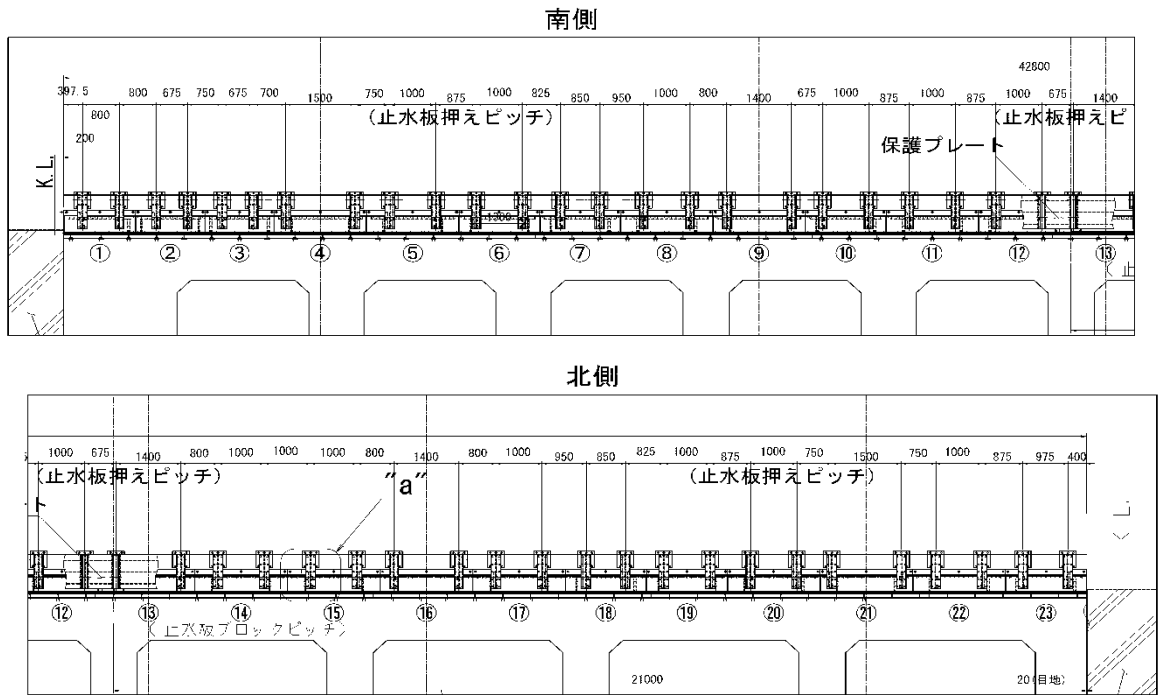 南側
42800
397.5 800 675 750 675 700 1500 750 1000 875 1000 825 850 950 1000 800 1400 675 1000 875 1000 875 1000 675 1400
800
(止水板押えピッチ)
(止水板押えピ
200
保護プレート
K.L.
1300
① ② ③ ④ ⑤ ⑥ ⑦ ⑧ ⑨ ⑩ ⑪ ⑫ ⑬
(止
北側
1000 675 1400 800 1000 1000 1000 800 1400 800 1000 950 850 825 1000 875 1000 750 1500 750 1000 875 975 400
(止水板押えピッチ)
"a"
(止水板押えピッチ)
ト
⑫ ⑬ ⑭ ⑮ ⑯ ⑰ ⑱ ⑲ ⑳ ㉑ ㉒ ㉓
(止水板ブロックピッチ)
21000
20(目地)